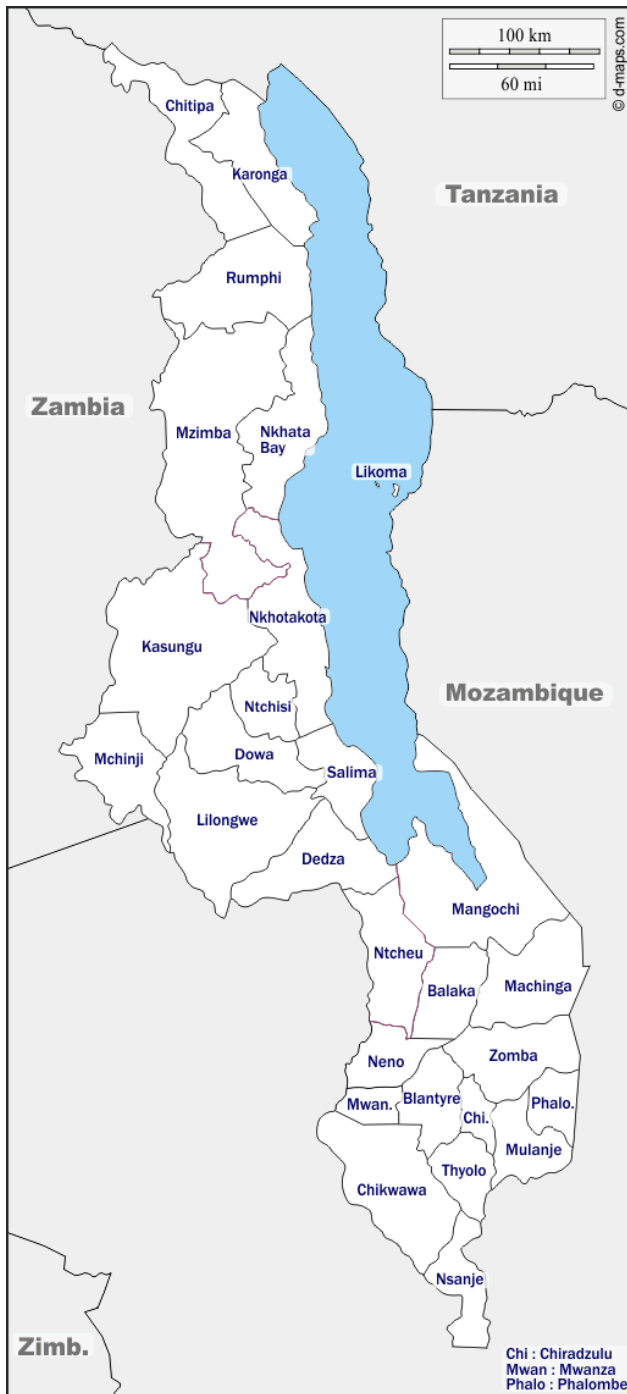 100 km
60 mi
© d-maps.com
Chitipa
Karonga
Tanzania
Rumphi
Zambia
Mzimba
Nkhata
Bay
Likoma
Nkhotakota
Kasungu
Mozambique
Ntchisi
Mchinji
Dowa
Salima
Lilongwe
Dedza
Mangochi
Ntcheu
Balaka
Machinga
Neno
Zomba
Mwan.
Blantyre
Chi.
Phalo.
Mulanje
Thyolo
Chikwawa
Nsanje
Zimb.
Chi : Chiradzulu
Mwan : Mwanza
Phalo : Phalombe